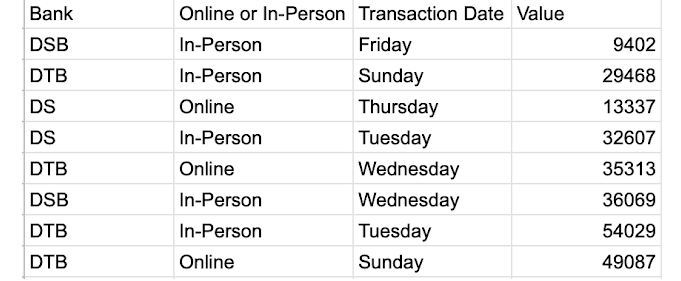 Bank Online or In-Person Transaction Date Value
DSB In-Person Friday 9402
DTB In-Person Sunday 29468
DS Online Thursday 13337
DS In-Person Tuesday 32607
DTB Online Wednesday 35313
DSB In-Person Wednesday 36069
DTB In-Person Tuesday 54029
DTB Online Sunday 49087